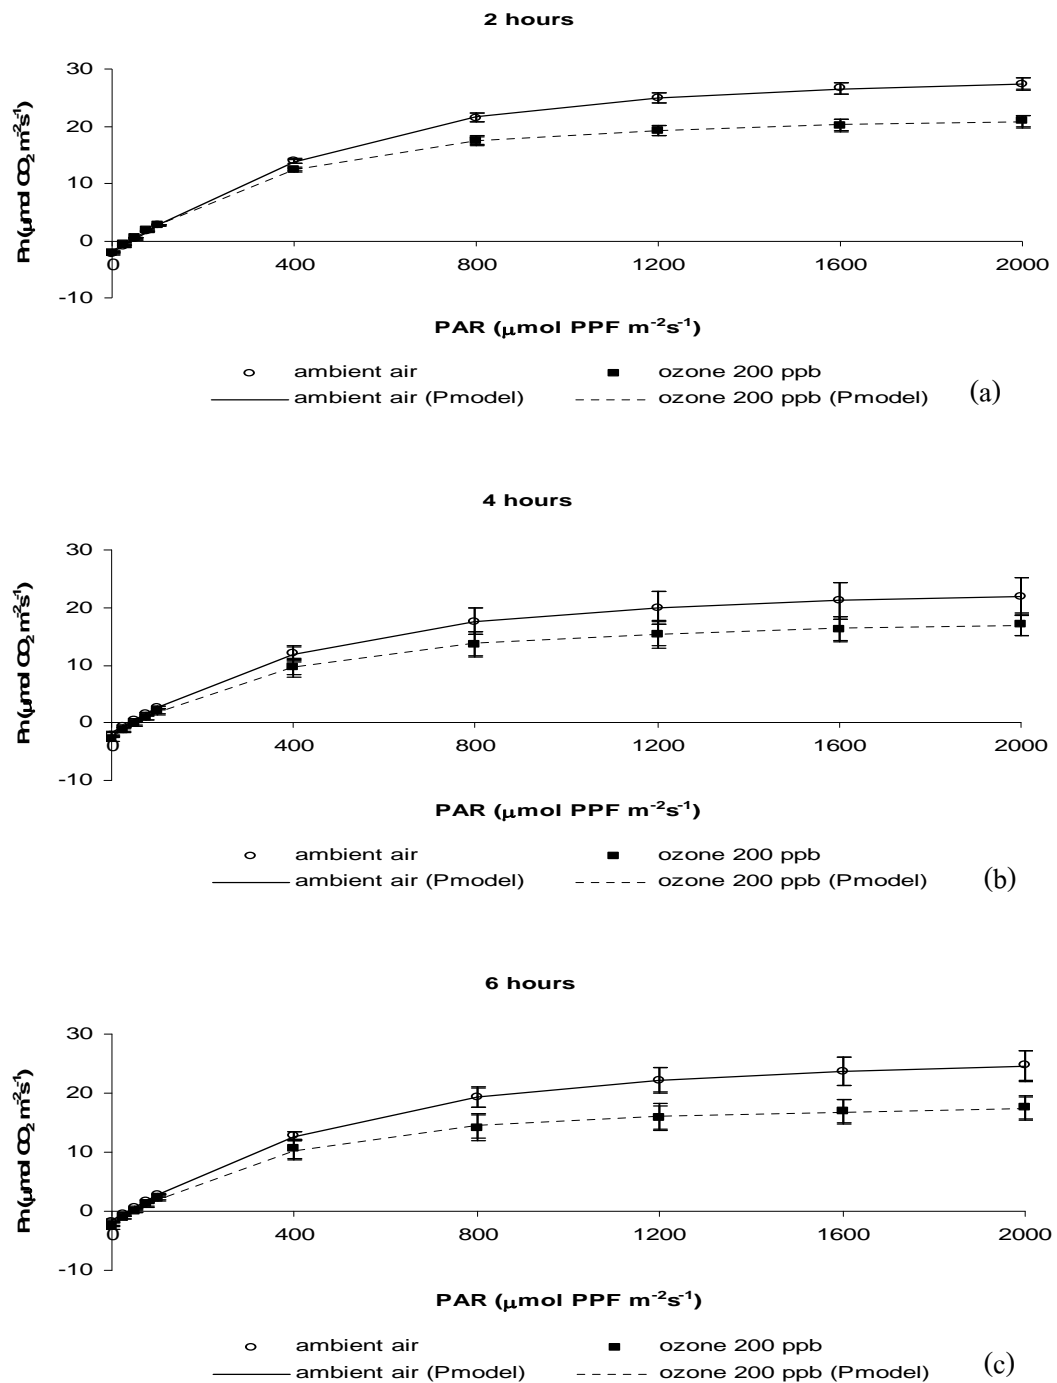 2 hours
30
20
10
0
-10
Pn (μmol CO₂ m⁻²s⁻¹)
0 400 800 1200 1600 2000
PAR (μmol PPF m⁻²s⁻¹)
ambient air ozone 200 ppb
ambient air (Pmodel) ozone 200 ppb (Pmodel)
(a)
4 hours
30
20
10
0
-10
Pn (μmol CO₂ m⁻²s⁻¹)
0 400 800 1200 1600 2000
PAR (μmol PPF m⁻²s⁻¹)
ambient air ozone 200 ppb
ambient air (Pmodel) ozone 200 ppb (Pmodel)
(b)
6 hours
30
20
10
0
-10
Pn (μmol CO₂ m⁻²s⁻¹)
0 400 800 1200 1600 2000
PAR (μmol PPF m⁻²s⁻¹)
ambient air ozone 200 ppb
ambient air (Pmodel) ozone 200 ppb (Pmodel)
(c)